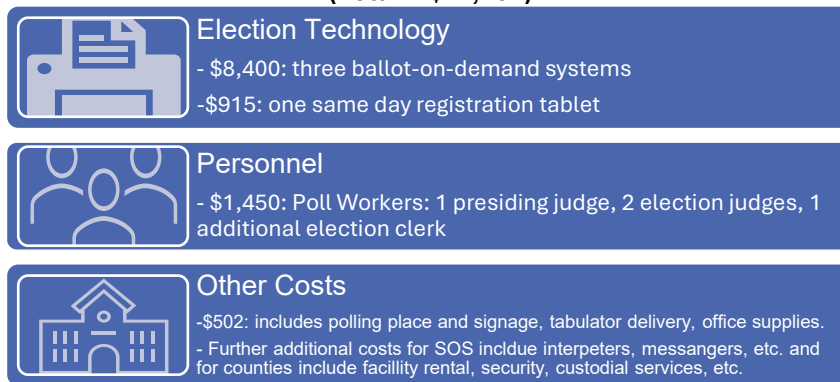 Election Technology
- $8,400: three ballot-on-demand systems
-$915: one same day registration tablet
Personnel
- $1,450: Poll Workers: 1 presiding judge, 2 election judges, 1
additional election clerk
Other Costs
-$502: includes polling place and signage, tabulator delivery, office supplies.
- Further additional costs for SOS incldue interpeters, messangers, etc. and
for counties include facillity rental, security, custodial services, etc.